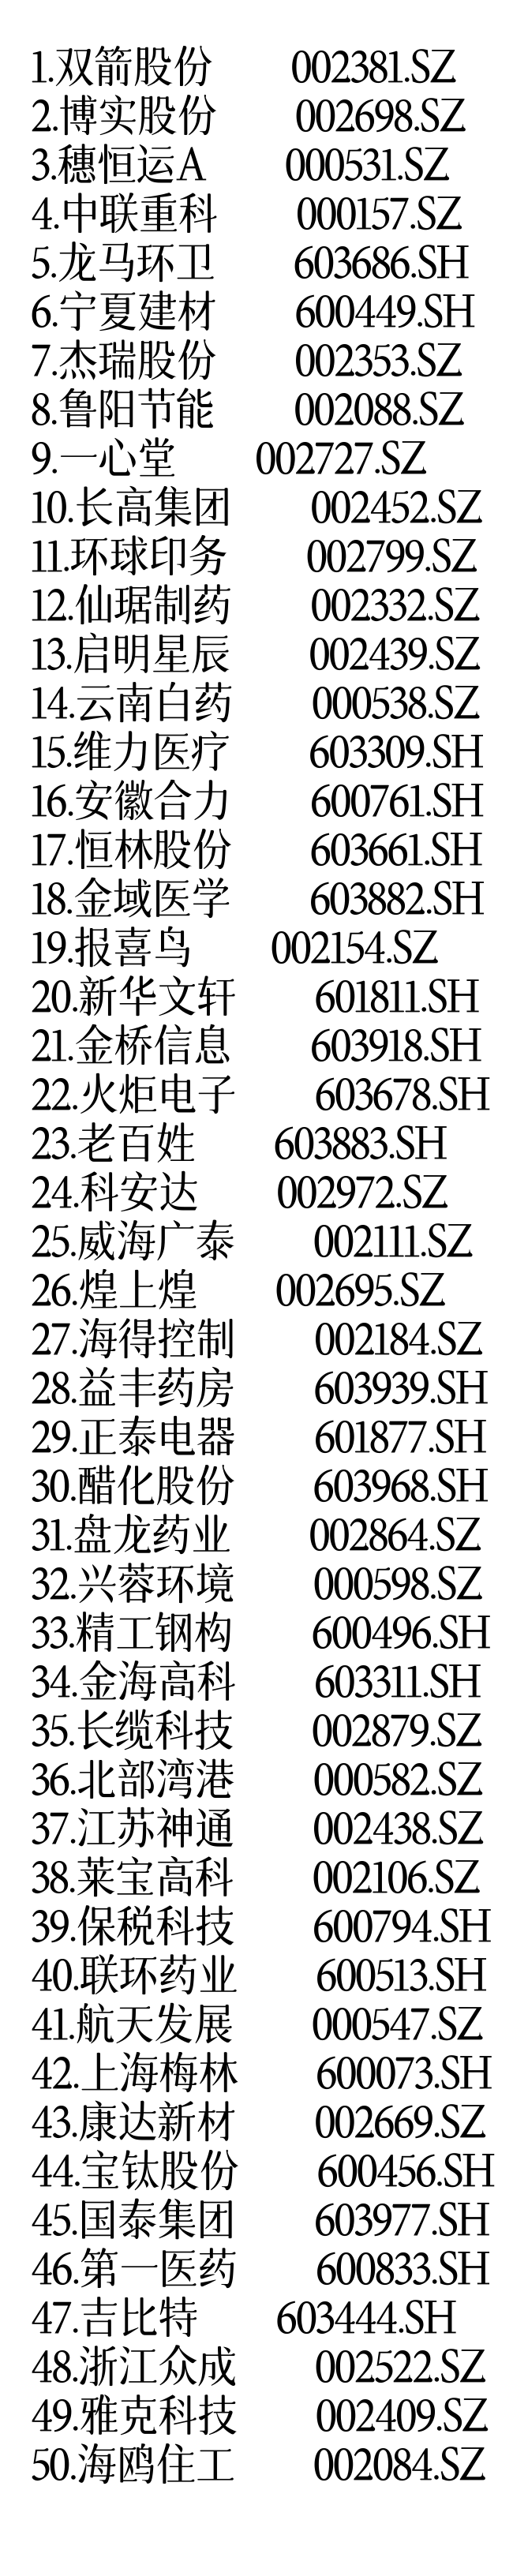 1.双箭股份 002381.SZ
2.博实股份 002698.SZ
3.穗恒运A 000531.SZ
4.中联重科 000157.SZ
5.龙马环卫 603686.SH
6.宁夏建材 600449.SH
7.杰瑞股份 002353.SZ
8.鲁阳节能 002088.SZ
9.一心堂 002727.SZ
10.长高集团 002452.SZ
11.环球印务 002799.SZ
12.仙琚制药 002332.SZ
13.启明星辰 002439.SZ
14.云南白药 000538.SZ
15.维力医疗 603309.SH
16.安徽合力 600761.SH
17.恒林股份 603661.SH
18.金域医学 603882.SH
19.报喜鸟 002154.SZ
20.新华文轩 601811.SH
21.金桥信息 603918.SH
22.火炬电子 603678.SH
23.老百姓 603883.SH
24.科安达 002972.SZ
25.威海广泰 002111.SZ
26.煌上煌 002695.SZ
27.海得控制 002184.SZ
28.益丰药房 603939.SH
29.正泰电器 601877.SH
30.醋化股份 603968.SH
31.盘龙药业 002864.SZ
32.兴蓉环境 000598.SZ
33.精工钢构 600496.SH
34.金海高科 603311.SH
35.长缆科技 002879.SZ
36.北部湾港 000582.SZ
37.江苏神通 002438.SZ
38.莱宝高科 002106.SZ
39.保税科技 600794.SH
40.联环药业 600513.SH
41.航天发展 000547.SZ
42.上海梅林 600073.SH
43.康达新材 002669.SZ
44.宝钛股份 600456.SH
45.国泰集团 603977.SH
46.第一医药 600833.SH
47.吉比特 603444.SH
48.浙江众成 002522.SZ
49.雅克科技 002409.SZ
50.海鸥住工 002084.SZ